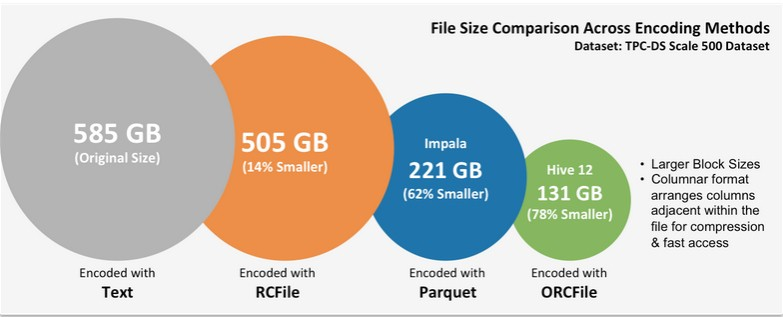 File Size Comparison Across Encoding Methods
Dataset: TPC-DS Scale 500 Dataset
585 GB
(Original Size)
505 GB
(14% Smaller)
Impala
221 GB
(62% Smaller)
Hive 12
131 GB
(78% Smaller)
• Larger Block Sizes
• Columnar format
arranges columns
adjacent within the
file for compression
& fast access
Encoded with
Text
Encoded with
RCFile
Encoded with
Parquet
Encoded with
ORCFile